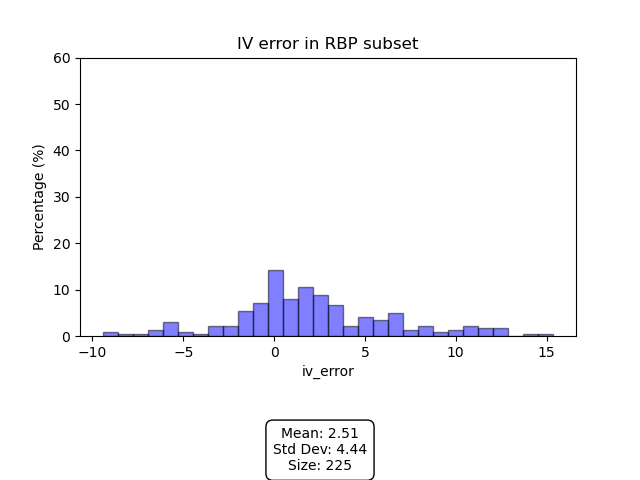 IV error in RBP subset
60
50
40
30
20
10
0
Percentage (%)
−10
−5
0
5
10
15
iv_error
Mean: 2.51
Std Dev: 4.44
Size: 225